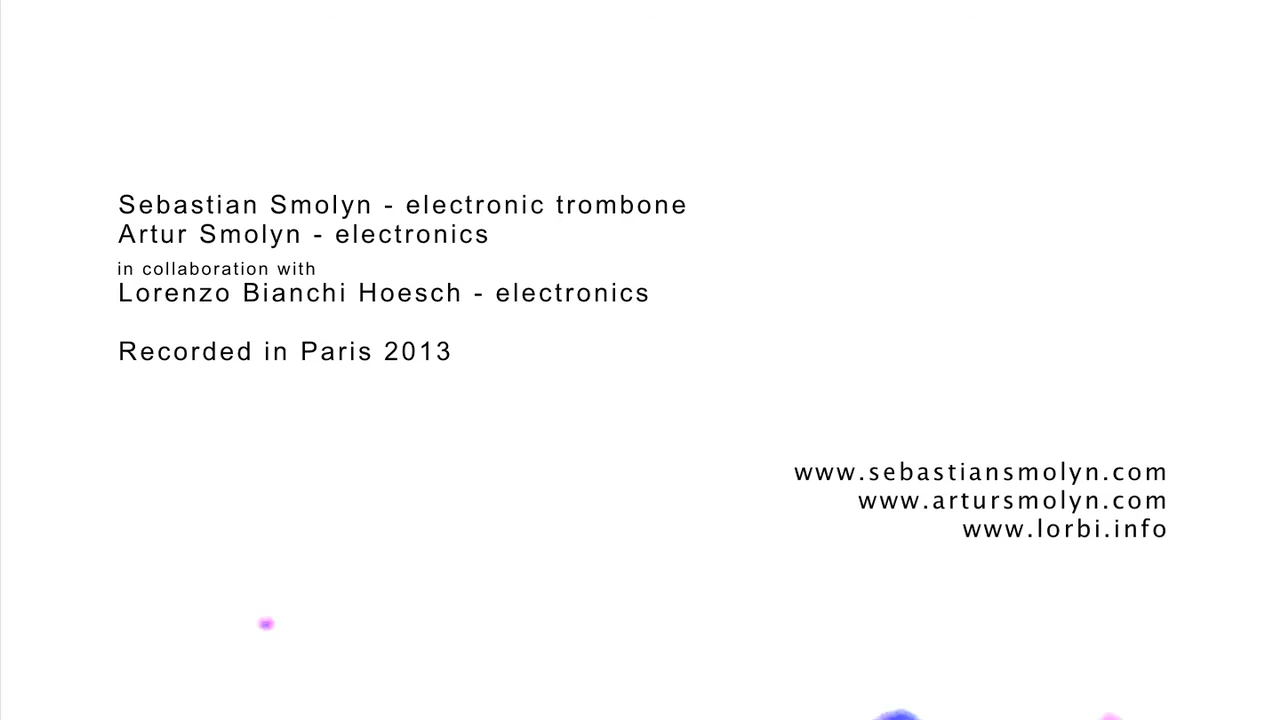 Sebastian Smolyn - electronic trombone
Artur Smolyn - electronics
in collaboration with
Lorenzo Bianchi Hoesch - electronics
Recorded in Paris 2013
www.sebastiansmolyn.com
www.artursmolyn.com
www.lorbi.info